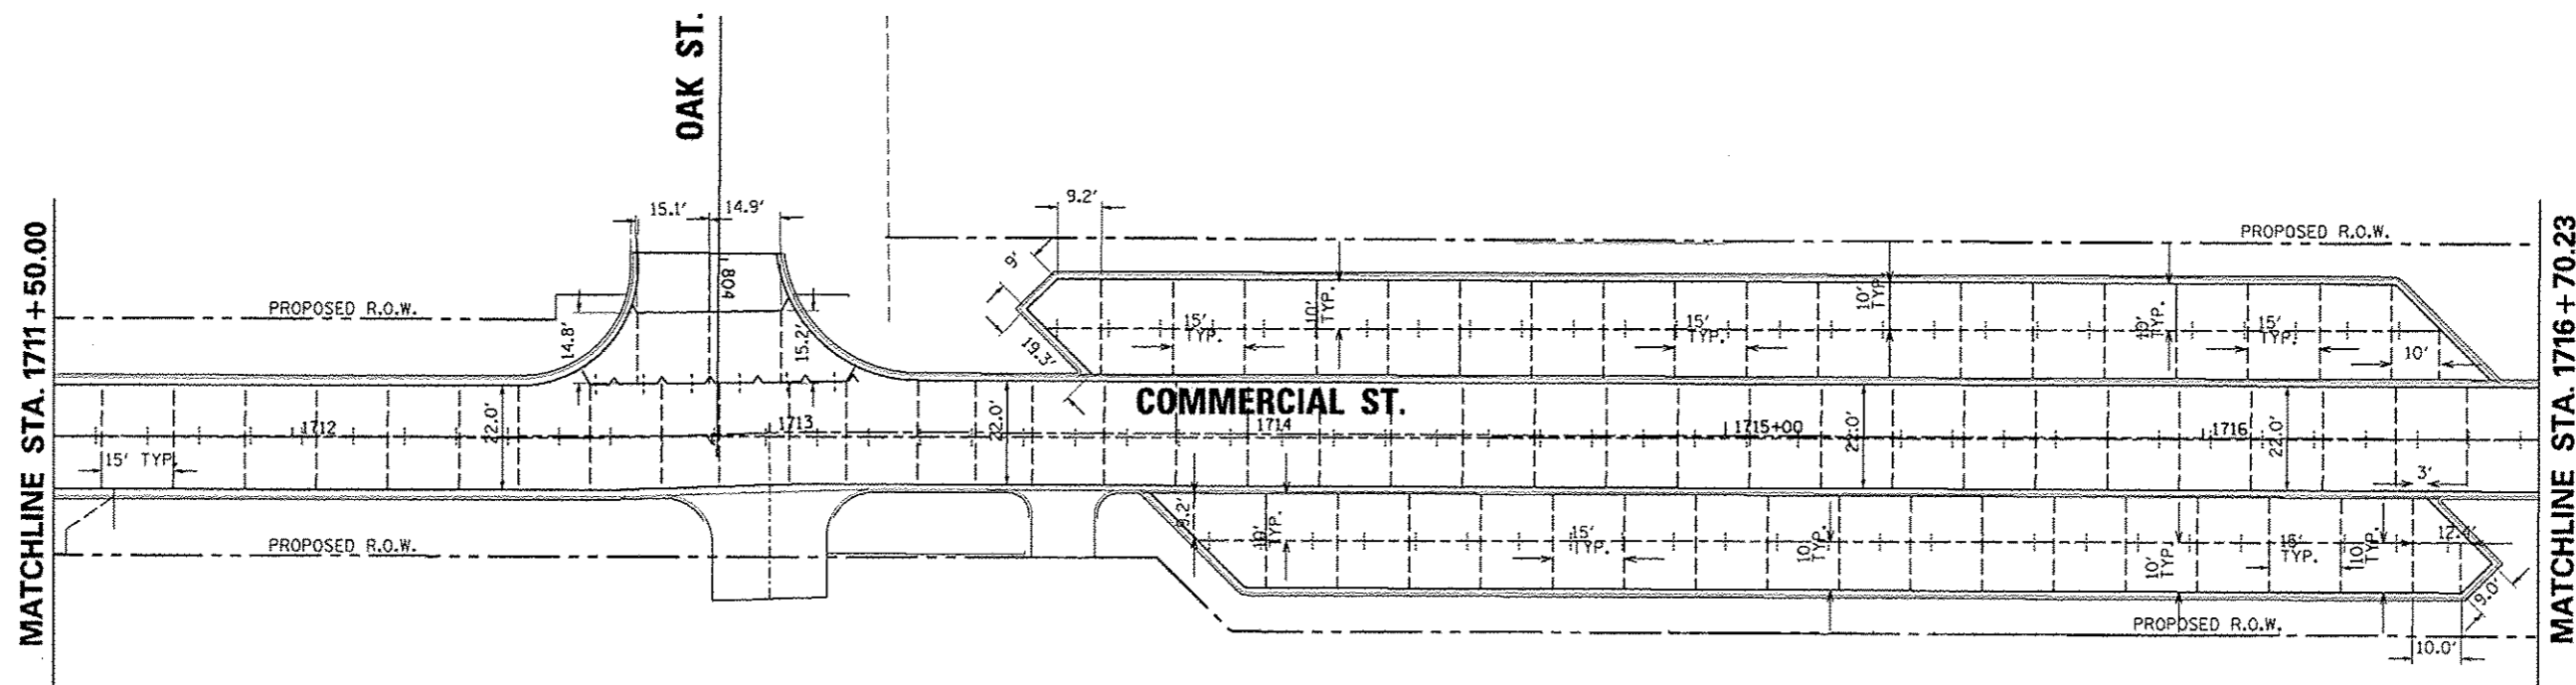 OAK ST.
MATCHLINE STA. 1711+50.00
MATCHLINE STA. 1716+70.23
15.1' 14.9'
9.2'
9'
PROPOSED R.O.W.
PROPOSED R.O.W.
804
14.8'
15.2'
19.3'
15' TYP.
10' TYP.
15' TYP.
10' TYP.
10' TYP.
15' TYP.
10'
COMMERCIAL ST.
1712
22.0'
1713
22.0'
1714
1715+00
22.0'
1716
22.0'
15' TYP.
3'
9.2'
10' TYP.
15' TYP.
10' TYP.
10' TYP.
15' TYP.
10' TYP.
12.4'
9.0'
PROPOSED R.O.W.
PROPOSED R.O.W.
10.0'